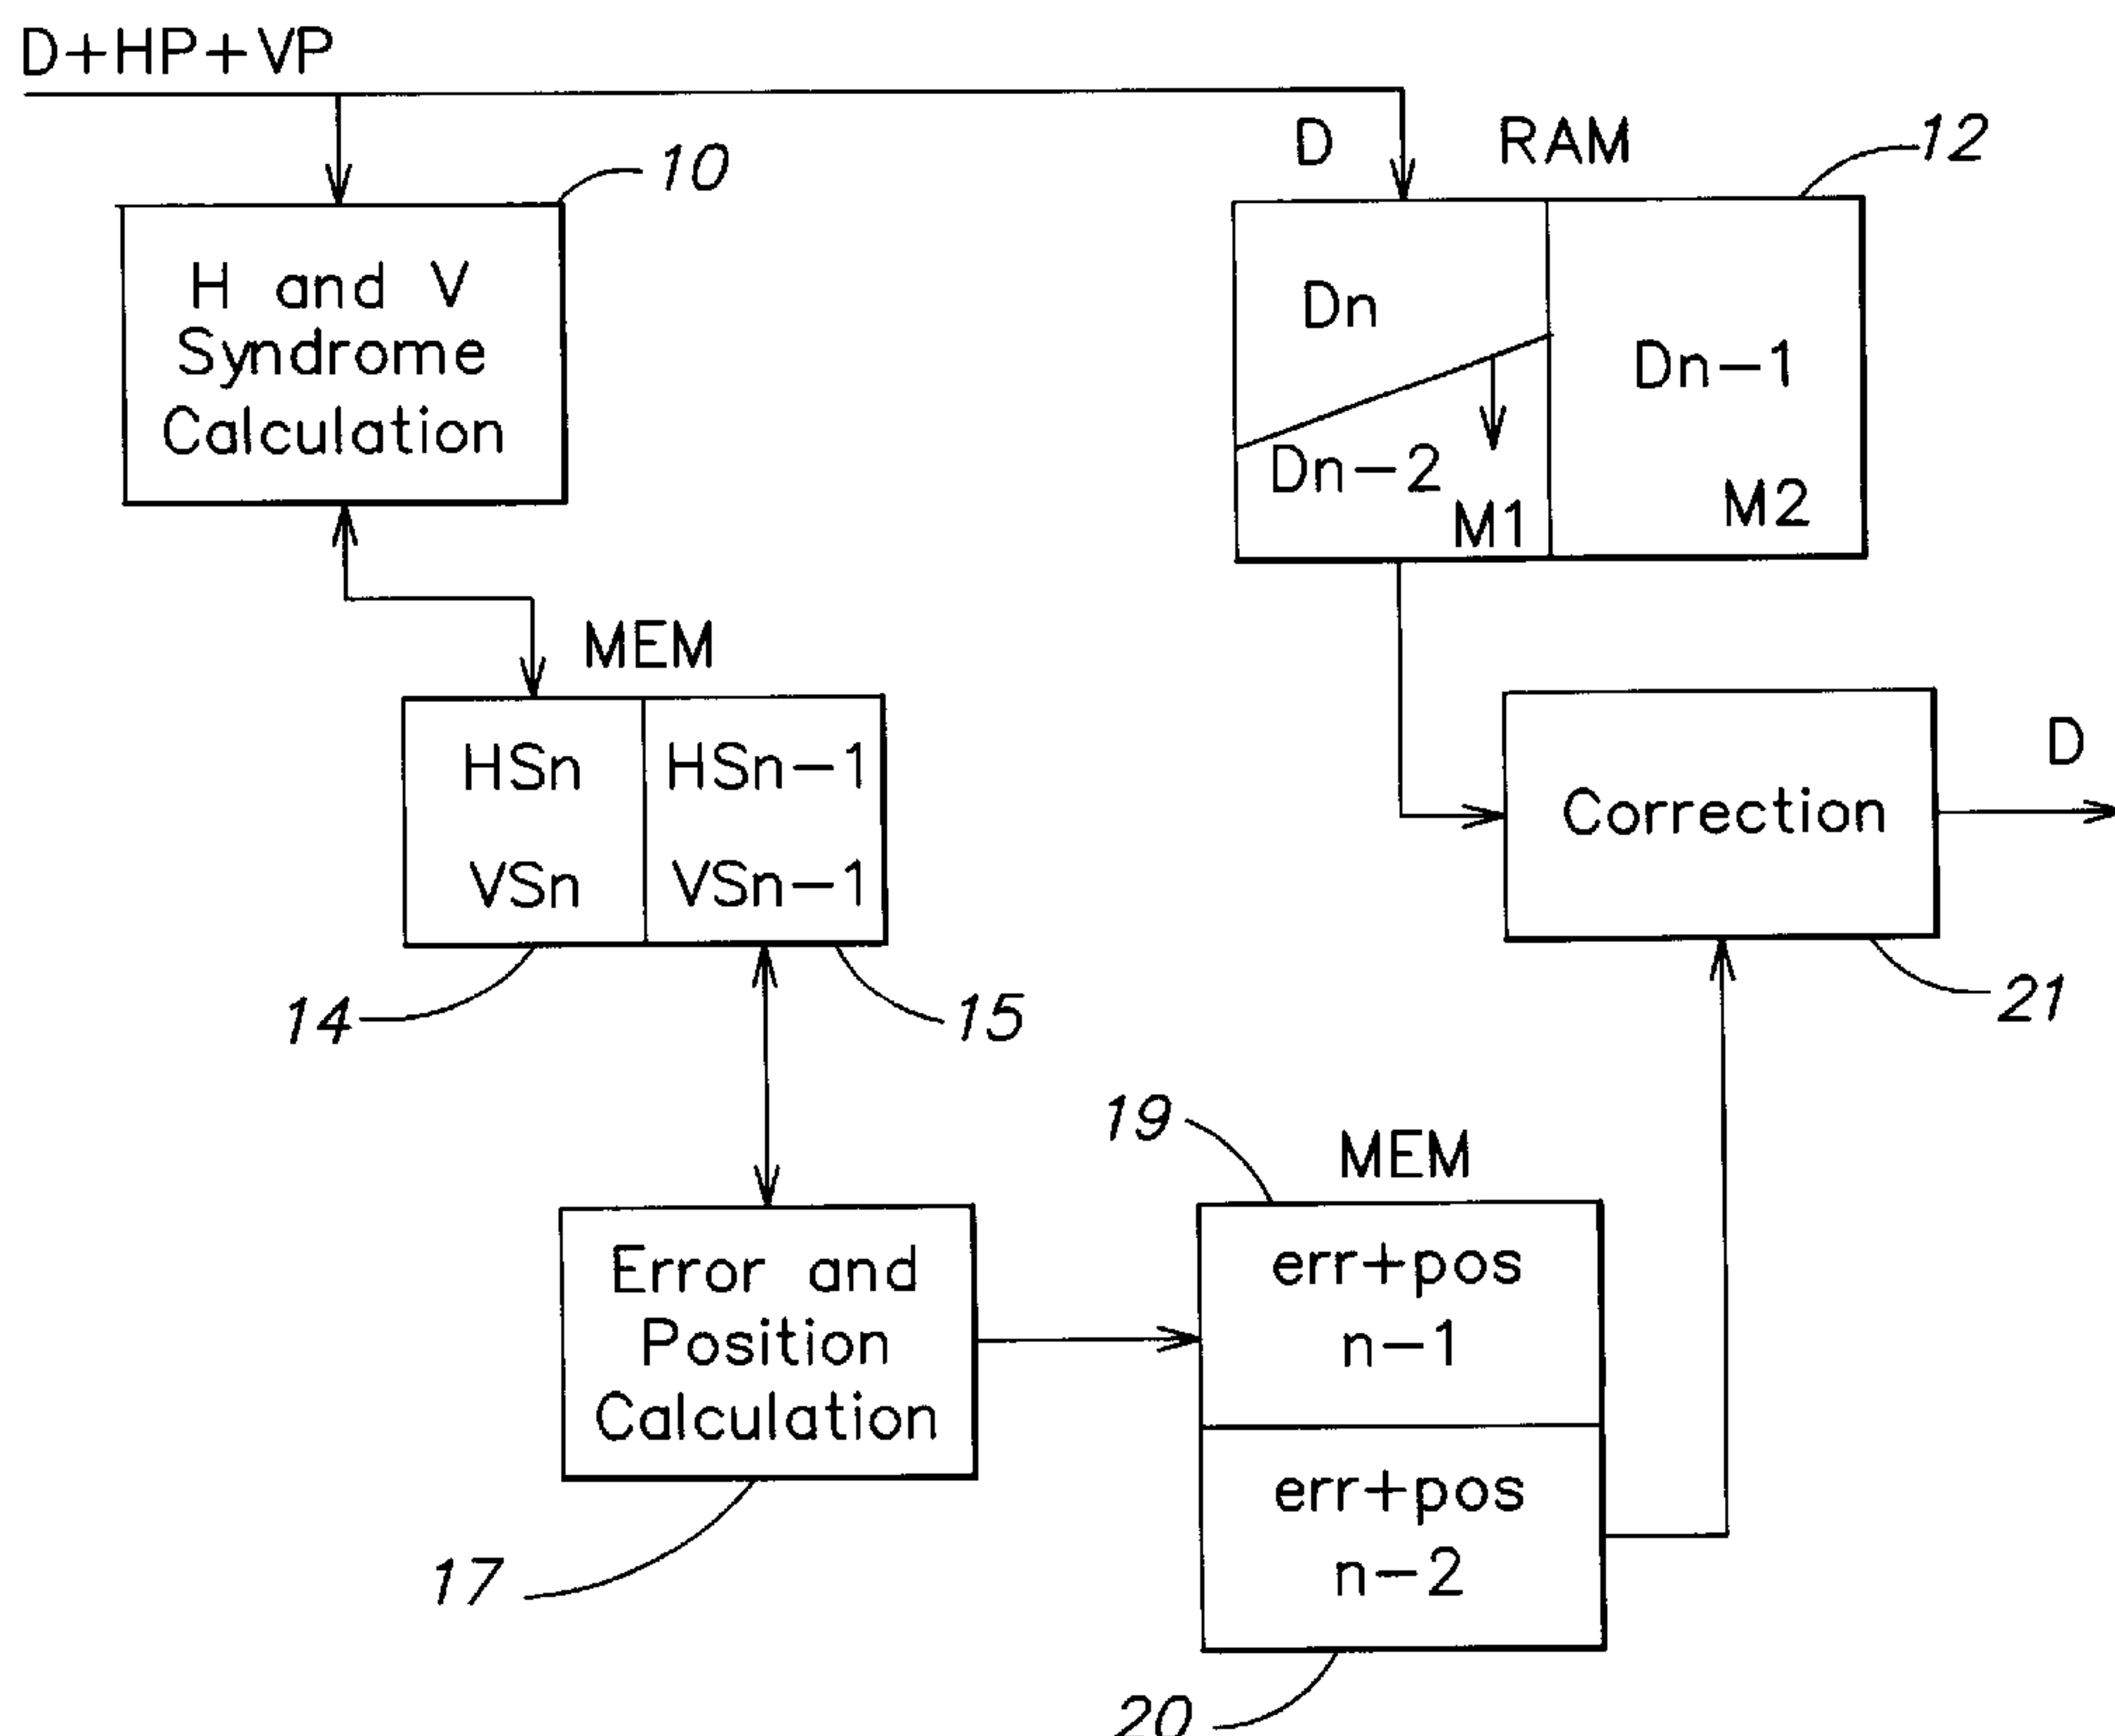 D+HP+VP
D
RAM
12
10
H and V
Syndrome
Calculation
Dn
Dn-1
Dn-2
M1
M2
MEM
HSn
HSn-1
VSn
VSn-1
14
15
Correction
D
21
19
MEM
Error and
Position
Calculation
err+pos
n-1
err+pos
n-2
17
20